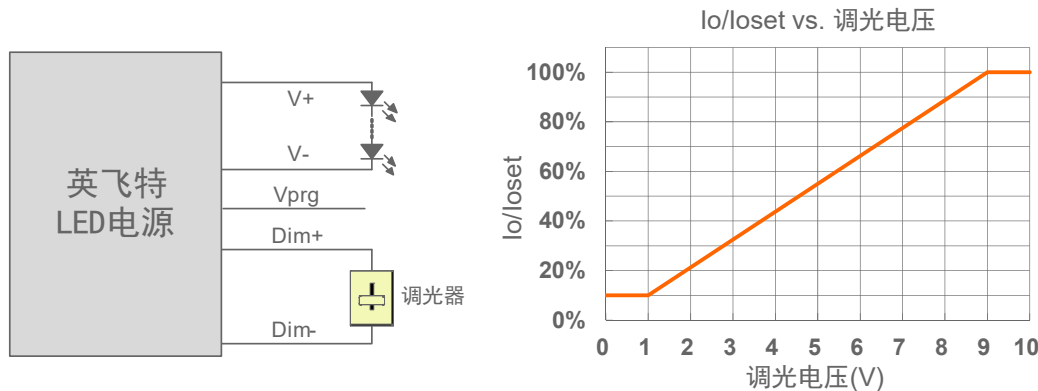 英飞特
LED电源
V+
V-
Vprg
Dim+
Dim-
调光器
Io/Ioset vs. 调光电压
Io/Ioset
100%
80%
60%
40%
20%
0%
0 1 2 3 4 5 6 7 8 9 10
调光电压(V)